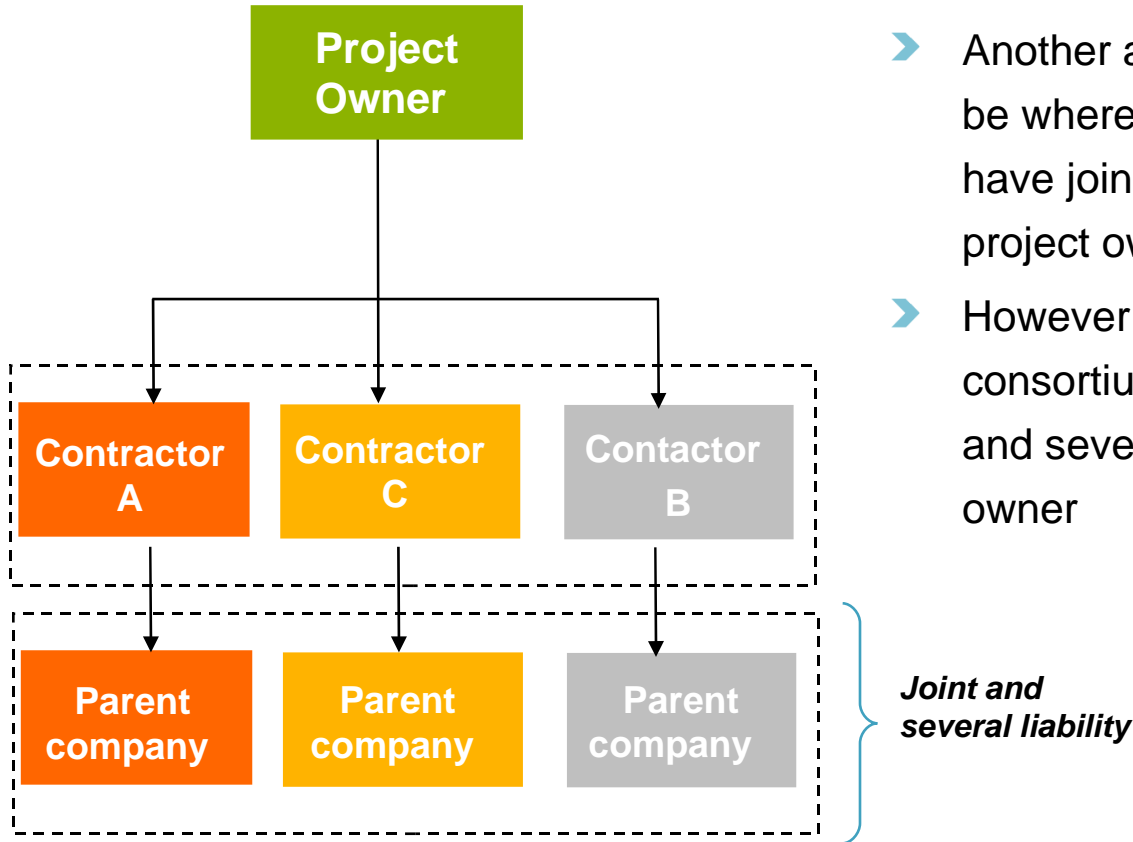 Project
Owner
Contractor
A
Contractor
C
Contactor
B
Parent
company
Parent
company
Parent
company
Joint and
several liability
Another a
be where
have join
project ow
However
consortiu
and seve
owner